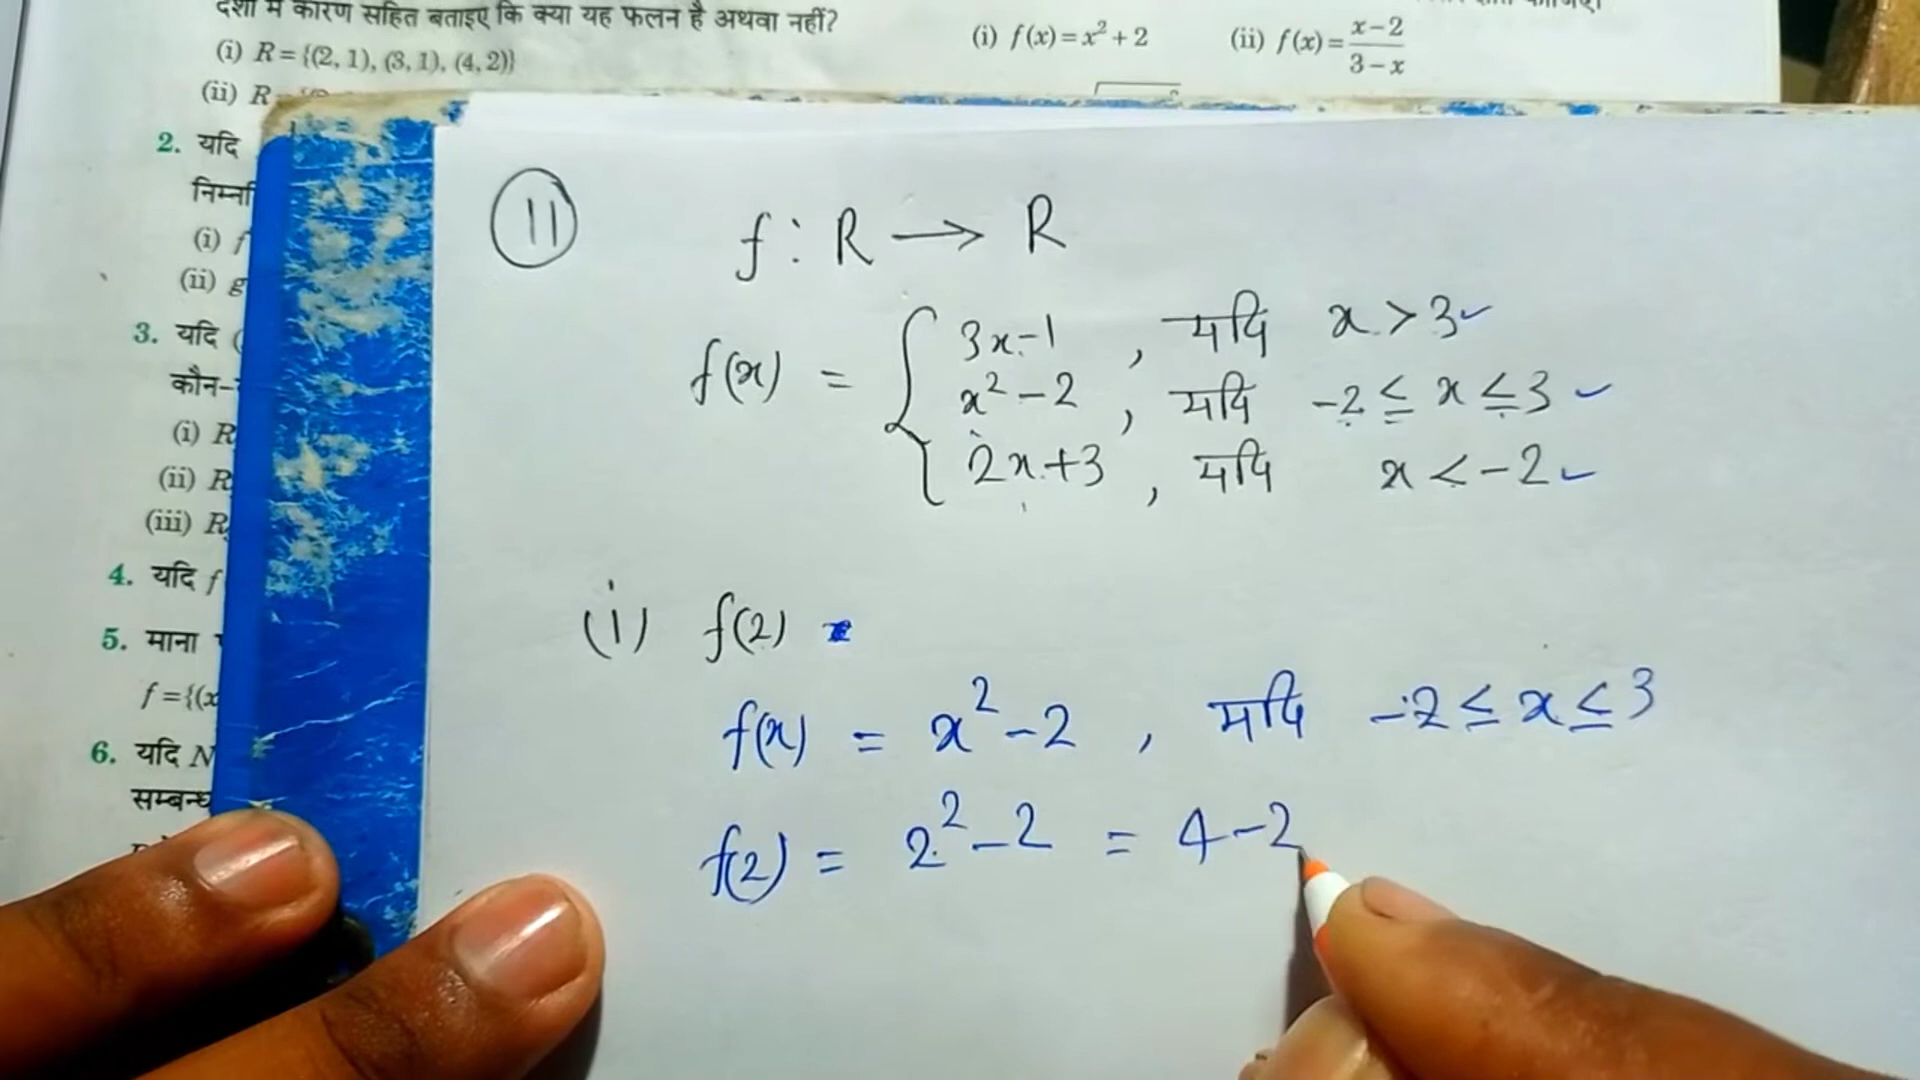 दशा में कारण सहित बताइए कि क्या यह फलन है अथवा नहीं?
(i) R = {(2, 1), (3, 1), (4, 2)}
(ii) R
(i) f(x) = x² + 2 (ii) f(x) = (x-2)/(3-x)
2. यदि
(i) f
(ii) g
3. यदि (
कौन-
(i) R
(ii) R
(iii) R
4. यदि f
5. माना
f = {(x
6. यदि N
सम्बन्ध
11 f : R → R
f(x) = { 3x-1 , यदि x > 3 ✓
x² - 2 , यदि -2 ≤ x ≤ 3 ✓
2x+3 , यदि x < -2 ✓
(i) f(2)
f(x) = x² - 2 , यदि -2 ≤ x ≤ 3
f(2) = 2² - 2 = 4 - 2